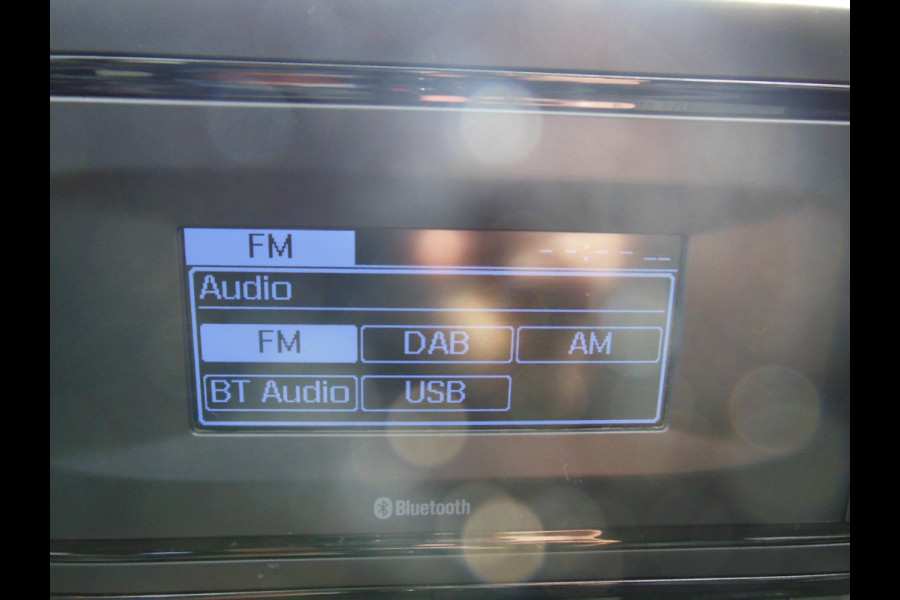 FM --:-- --
Audio
FM DAB AM
BT Audio USB
Bluetooth